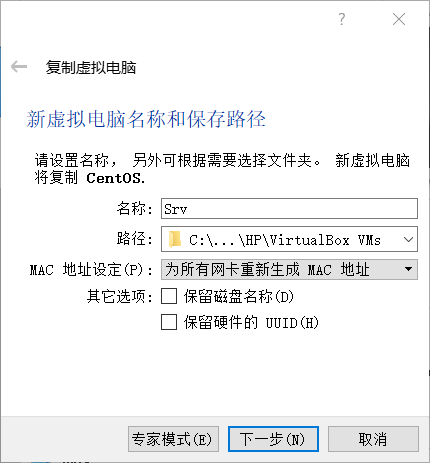 ?
复制虚拟电脑
新虚拟电脑名称和保存路径
请设置名称， 另外可根据需要选择文件夹。 新虚拟电脑
将复制 CentOS.
名称: Srv
路径: C:\...\HP\VirtualBox VMs
MAC 地址设定(P): 为所有网卡重新生成 MAC 地址
其它选项: 保留磁盘名称(D)
保留硬件的 UUID(H)
专家模式(E) 下一步(N) 取消